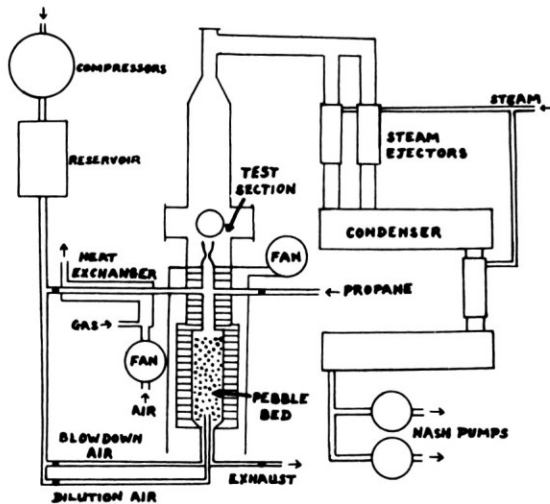 COMPRESSORS
STEAM
RESERVOIR
STEAM
EJECTORS
TEST
SECTION
CONDENSER
HEAT
EXCHANGER
FAN
PROPANE
GAS
FAN
AIR
PEBBLE
BED
BLOWDOWN
AIR
NASH PUMPS
EXHAUST
DILUTION AIR